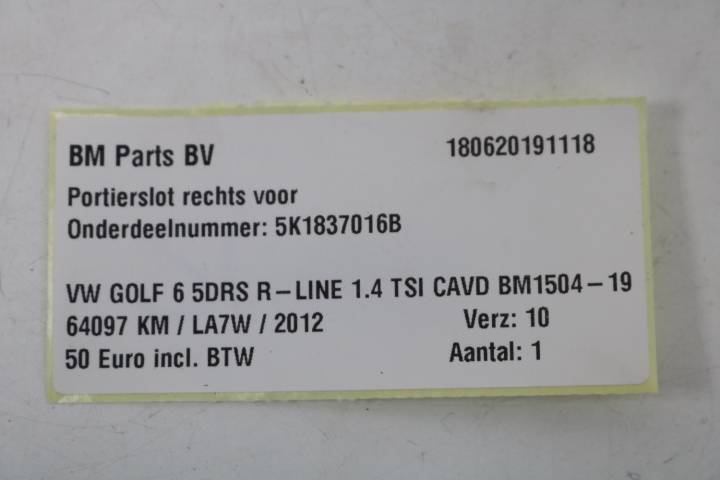 BM Parts BV 180620191118
Portierslot rechts voor
Onderdeelnummer: 5K1837016B
VW GOLF 6 5DRS R-LINE 1.4 TSI CAVD BM1504-19
64097 KM / LA7W / 2012 Verz: 10
50 Euro incl. BTW Aantal: 1